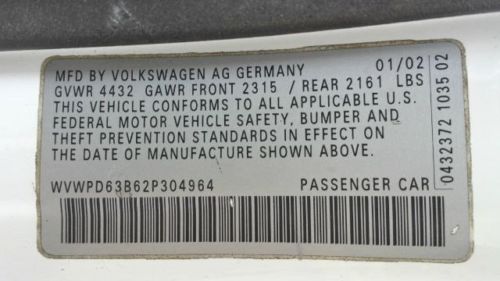 MFD BY VOLKSWAGEN AG GERMANY 01/02
GVWR 4432 GAWR FRONT 2315 / REAR 2161 LBS
THIS VEHICLE CONFORMS TO ALL APPLICABLE U.S.
FEDERAL MOTOR VEHICLE SAFETY, BUMPER AND
THEFT PREVENTION STANDARDS IN EFFECT ON
THE DATE OF MANUFACTURE SHOWN ABOVE.
WVWPD63B62P304964 PASSENGER CAR
0432372 1035 02